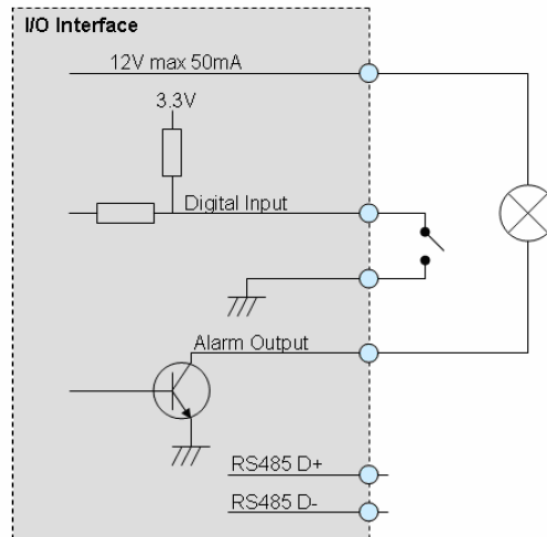 I/O Interface
12V max 50mA
3.3V
Digital Input
Alarm Output
RS485 D+
RS485 D-